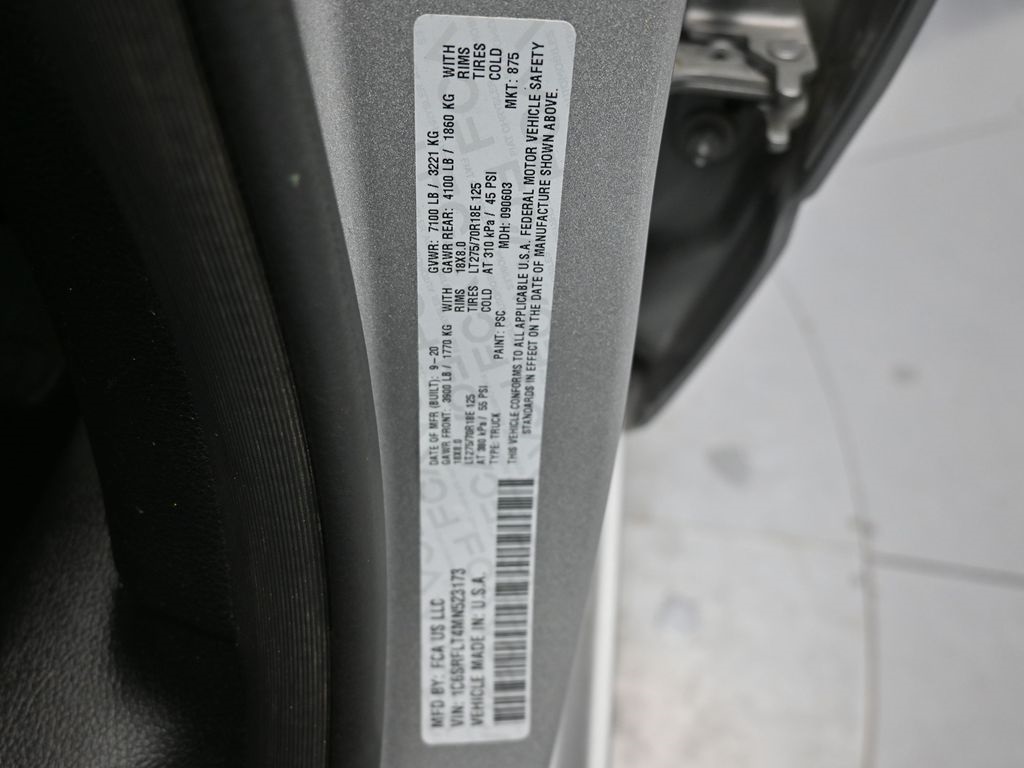 MFD BY: FCA US LLC
DATE OF MFR (BUILT): 9-20
GVWR: 7100 LB / 3221 KG
VIN: 1C6SRFLT4MN523173
GAWR FRONT: 3900 LB / 1770 KG WITH
GAWR REAR: 4100 LB / 1860 KG WITH
VEHICLE MADE IN: U.S.A.
18X8.0 RIMS
18X8.0 RIMS
LT275/70R18E 125 TIRES
LT275/70R18E 125 TIRES
AT 380 kPa / 55 PSI COLD
AT 310 kPa / 45 PSI COLD
TYPE: TRUCK
PAINT: PSC
MDH: 090603
MKT: 875
THIS VEHICLE CONFORMS TO ALL APPLICABLE U.S.A. FEDERAL MOTOR VEHICLE SAFETY
STANDARDS IN EFFECT ON THE DATE OF MANUFACTURE SHOWN ABOVE.